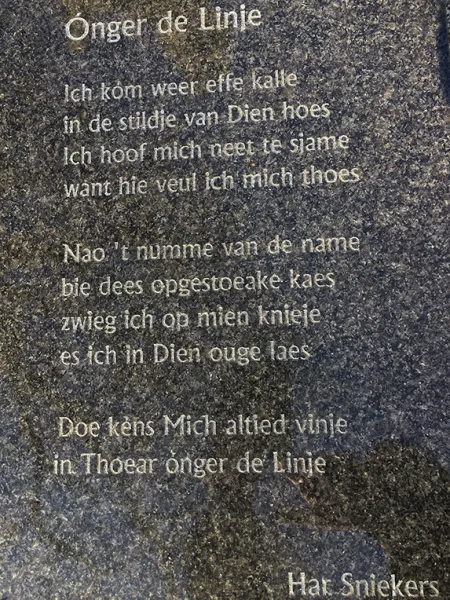 Ónger de Linje
Ich kóm weer effe kalle
in de stildje van Dien hoes
Ich hoof mich neet te sjame
want hie veul ich mich thoes
Nao 't numme van de name
bie dees opgestoeake kaes
zwieg ich op mien knieje
es ich in Dien ouge laes
Doe kèns Mich altied vinje
in Thoear ónger de Linje
Har Sniekers